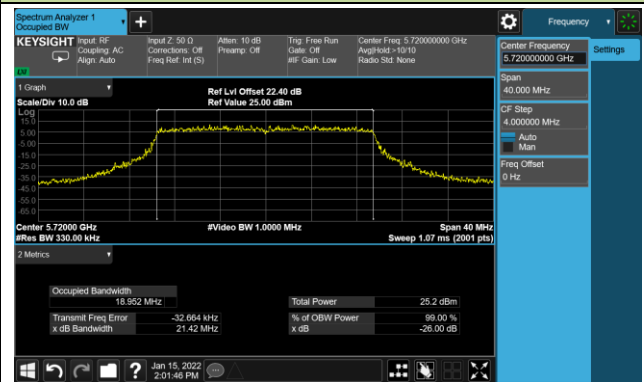 Spectrum Analyzer 1
Occupied BW
Frequency
KEYSIGHT
Input: RF
Coupling: AC
Align: Auto
Input Z: 50 Ω
Corrections: Off
Freq Ref: Int (S)
Atten: 10 dB
Preamp: Off
Trig: Free Run
Gate: Off
#IF Gain: Low
Center Freq: 5.720000000 GHz
Avg|Hold:>10/10
Radio Std: None
Center Frequency
5.720000000 GHz
Settings
Span
40.000 MHz
CF Step
4.000000 MHz
Auto
Man
Freq Offset
0 Hz
1 Graph
Scale/Div 10.0 dB
Ref Lvl Offset 22.40 dB
Ref Value 25.00 dBm
Log
15.0
5.00
-5.00
-15.0
-25.0
-35.0
-45.0
-55.0
-65.0
Center 5.72000 GHz
#Res BW 330.00 kHz
#Video BW 1.0000 MHz
Span 40 MHz
Sweep 1.07 ms (2001 pts)
2 Metrics
Occupied Bandwidth
18.952 MHz
Total Power 25.2 dBm
Transmit Freq Error -32.664 kHz
% of OBW Power 99.00 %
x dB Bandwidth 21.42 MHz
x dB -26.00 dB
?
Jan 15, 2022
2:01:46 PM